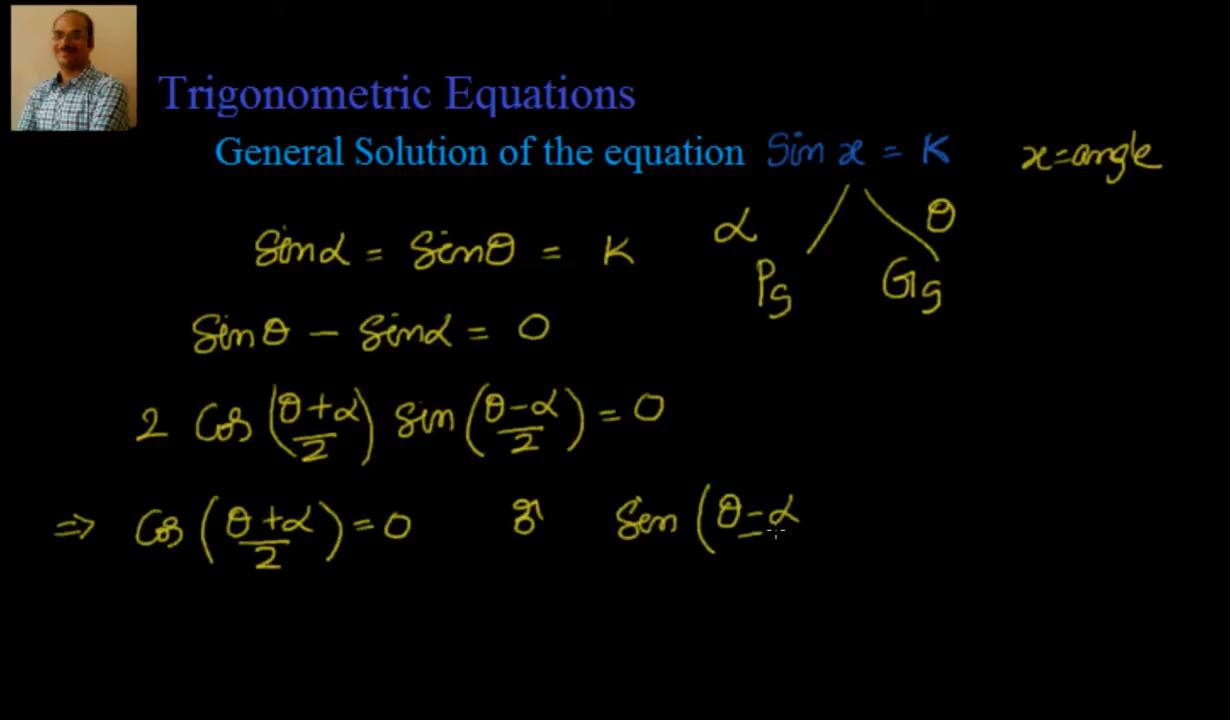 Trigonometric Equations
General Solution of the equation Sin x = K x=angle
α θ
Sinα = Sinθ = K
Ps Gs
Sinθ - Sinα = 0
2 Cos (θ+α/2) Sin (θ-α/2) = 0
⇒ Cos (θ+α/2) = 0 or Sin (θ-α